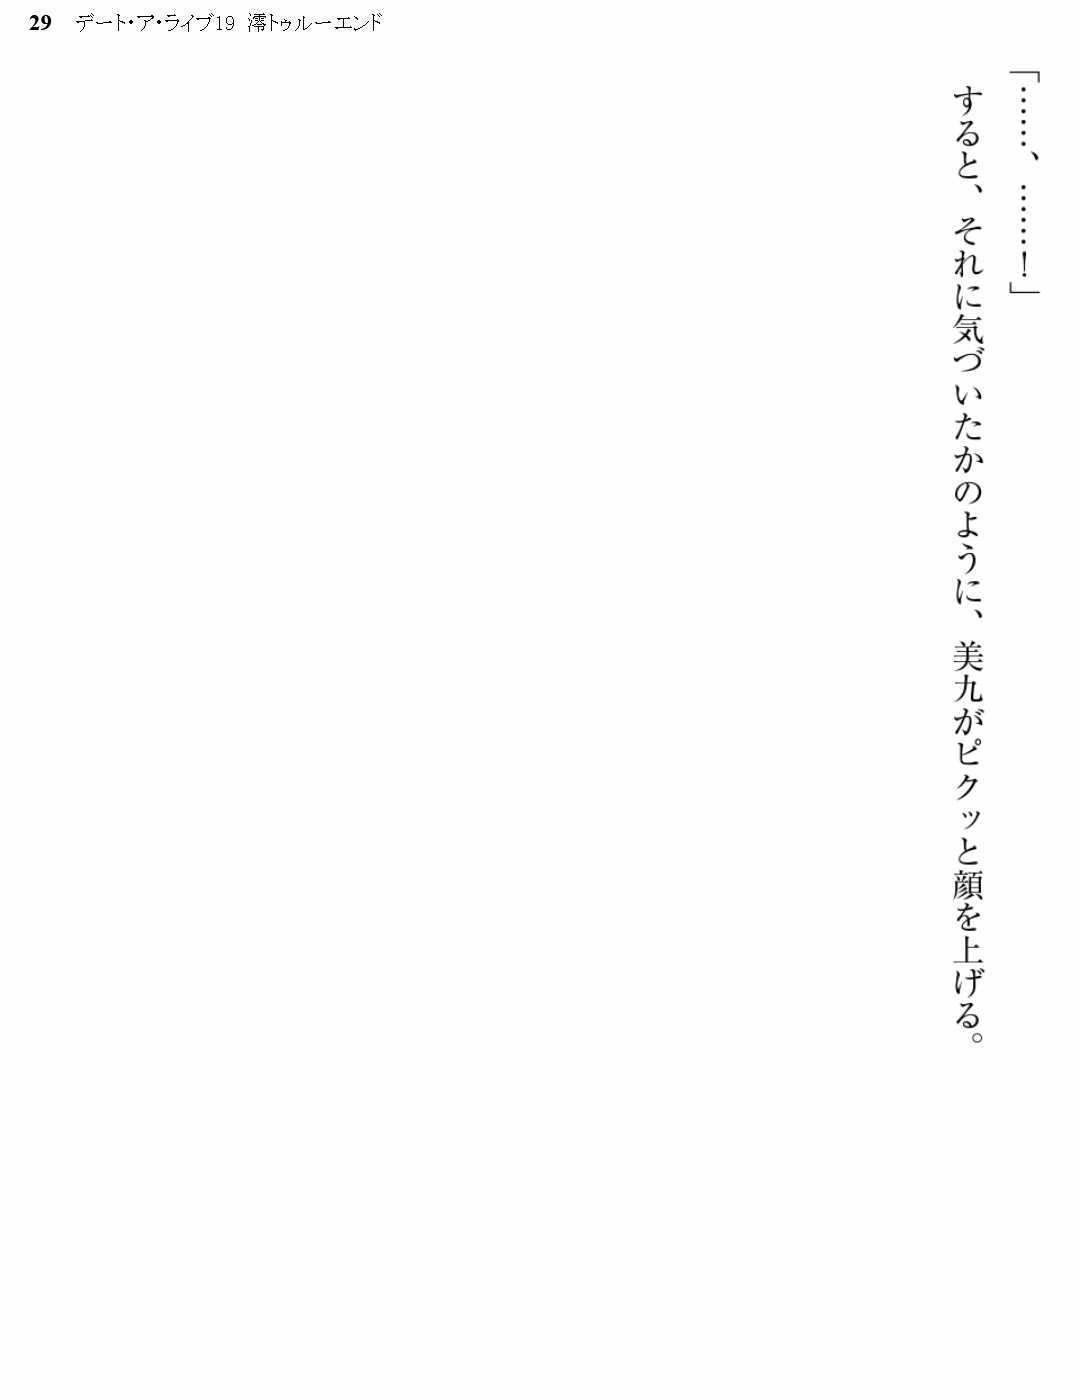 29 デート・ア・ライブ19 澪トゥルーエンド
「……、……！」
すると、それに気づいたかのように、美九がピクッと顔を上げる。